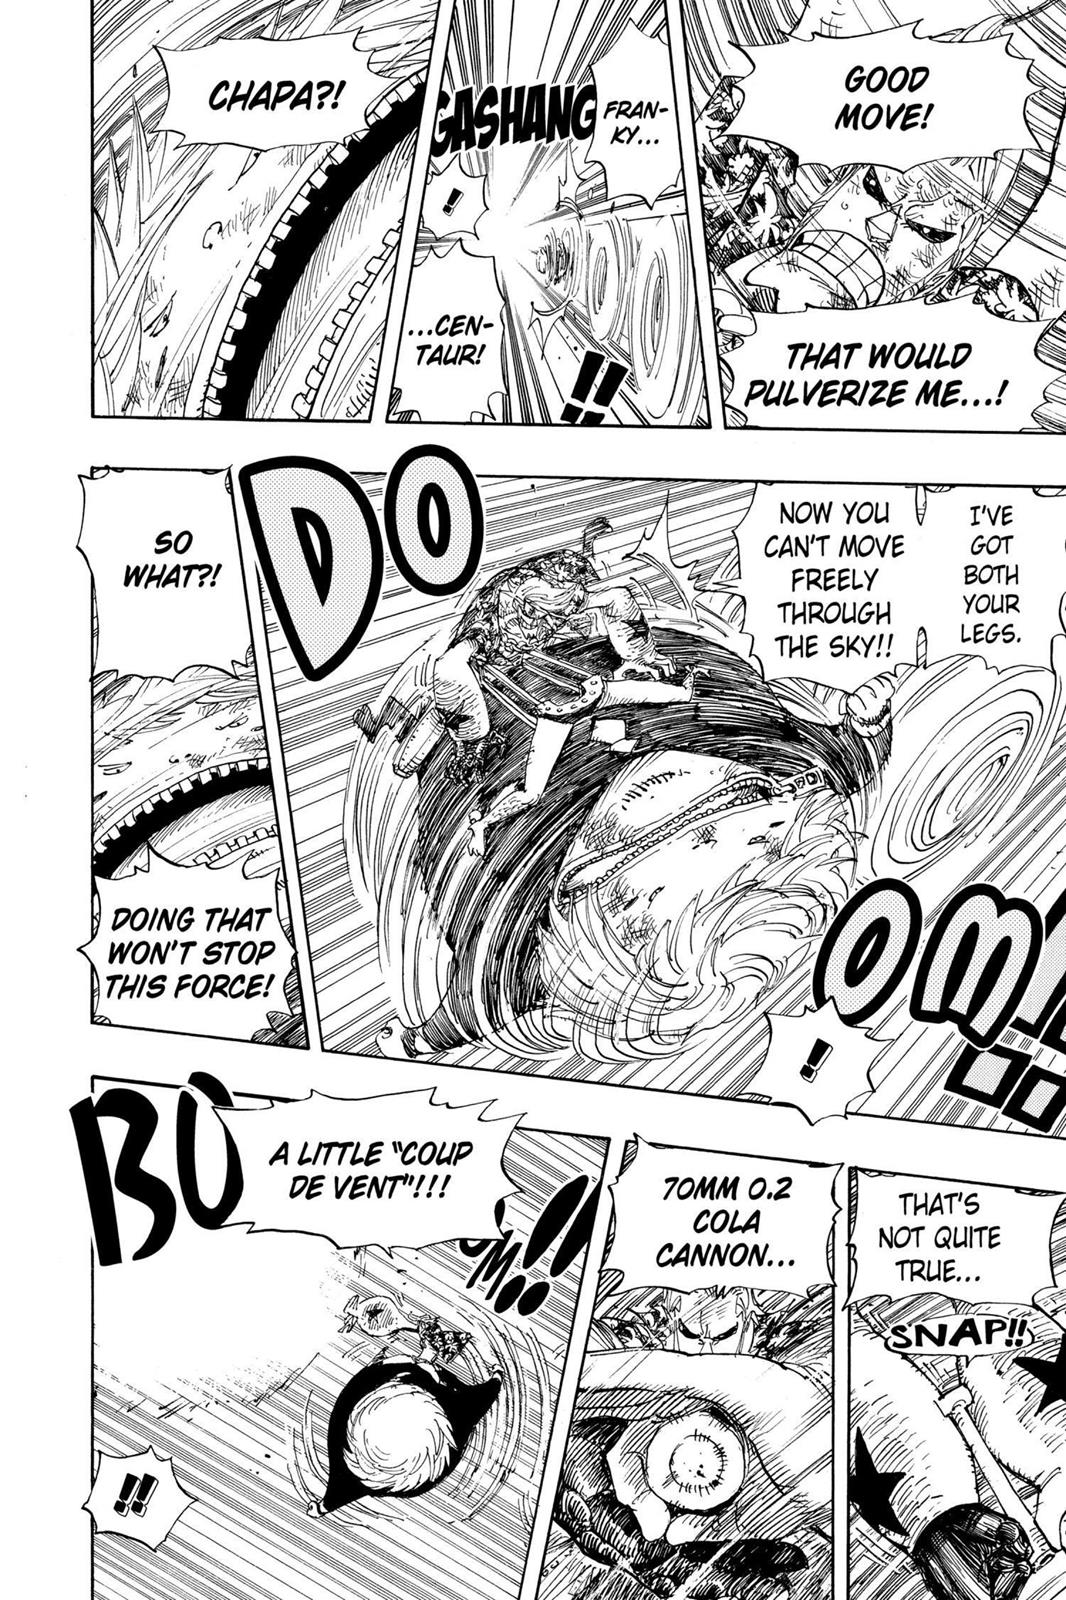 GOOD
MOVE!
THAT WOULD
PULVERIZE ME...!
FRAN-
KY...
GASHANG
!
...CEN-
TAUR!
!!
CHAPA?!
I'VE
GOT
BOTH
YOUR
LEGS.
NOW YOU
CAN'T MOVE
FREELY
THROUGH
THE SKY!!
DO
OM
!
SO
WHAT?!
DOING THAT
WON'T STOP
THIS FORCE!
THAT'S
NOT QUITE
TRUE...
SNAP!!
70MM 0.2
COLA
CANNON...
A LITTLE "COUP
DE VENT"!!!
BO
OM!!
!!